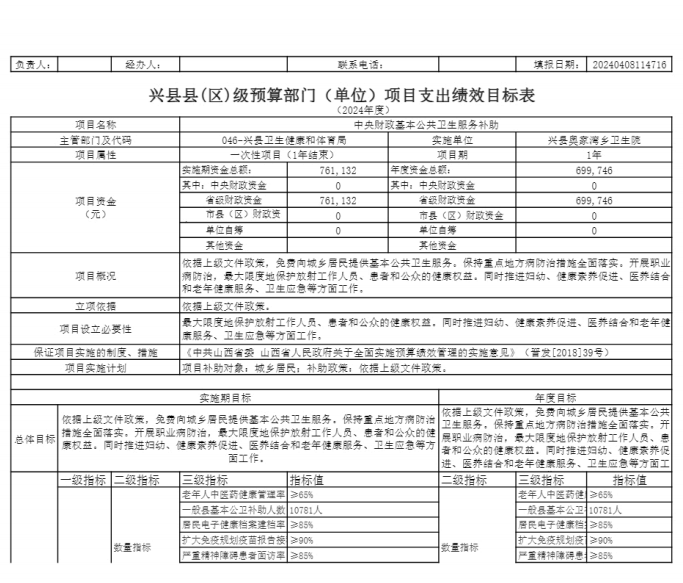 负责人： 经办人： 联系电话： 填报日期： 20240408114716
兴县县(区)级预算部门（单位）项目支出绩效目标表
（2024年度）
项目名称 中央财政基本公共卫生服务补助
主管部门及代码 046-兴县卫生健康和体育局 实施单位 兴县奥家湾乡卫生院
项目属性 一次性项目（1年结束） 项目期 1年
项目资金
（元）
实施期资金总额： 761,132 年度资金总额： 699,746
其中：中央财政资金 0 其中：中央财政资金 0
省级财政资金 761,132 省级财政资金 699,746
市县（区）财政资 0 市县（区）财政资金 0
单位自筹 0 单位自筹 0
其他资金 其他资金
项目概况
依据上级文件政策，免费向城乡居民提供基本公共卫生服务。保持重点地方病防治措施全面落实。开展职业
病防治，最大限度地保护放射工作人员、患者和公众的健康权益。同时推进妇幼、健康素养促进、医养结合
和老年健康服务、卫生应急等方面工作。
立项依据 依据上级文件政策。
项目设立必要性
最大限度地保护放射工作人员、患者和公众的健康权益。同时推进妇幼、健康素养促进、医养结合和老年健
康服务、卫生应急等方面工作。
保证项目实施的制度、措施 《中共山西省委 山西省人民政府关于全面实施预算绩效管理的实施意见》（晋发[2018]39号）
项目实施计划 项目补助对象：城乡居民；补助政策：依据上级文件政策。
实施期目标 年度目标
总体目标
依据上级文件政策，免费向城乡居民提供基本公共卫生服务。保持重点地方病防治
措施全面落实。开展职业病防治，最大限度地保护放射工作人员、患者和公众的健
康权益。同时推进妇幼、健康素养促进、医养结合和老年健康服务、卫生应急等方
面工作。
依据上级文件政策，免费向城乡居民提供基本公共
卫生服务。保持重点地方病防治措施全面落实。开
展职业病防治，最大限度地保护放射工作人员、患
者和公众的健康权益。同时推进妇幼、健康素养促
进、医养结合和老年健康服务、卫生应急等方面工
一级指标 二级指标 三级指标 指标值 二级指标 三级指标 指标值
老年人中医药健康管理率 ≥65% 老年人中医药健 ≥65%
一般县基本公卫补助人数 10781人 一般县基本公卫 10781人
居民电子健康档案建档率 ≥85% 居民电子健康档 ≥85%
扩大免疫规划疫苗报告接 ≥90% 扩大免疫规划疫 ≥90%
数量指标 数量指标
严重精神障碍患者面访率 ≥85% 严重精神障碍患 ≥85%